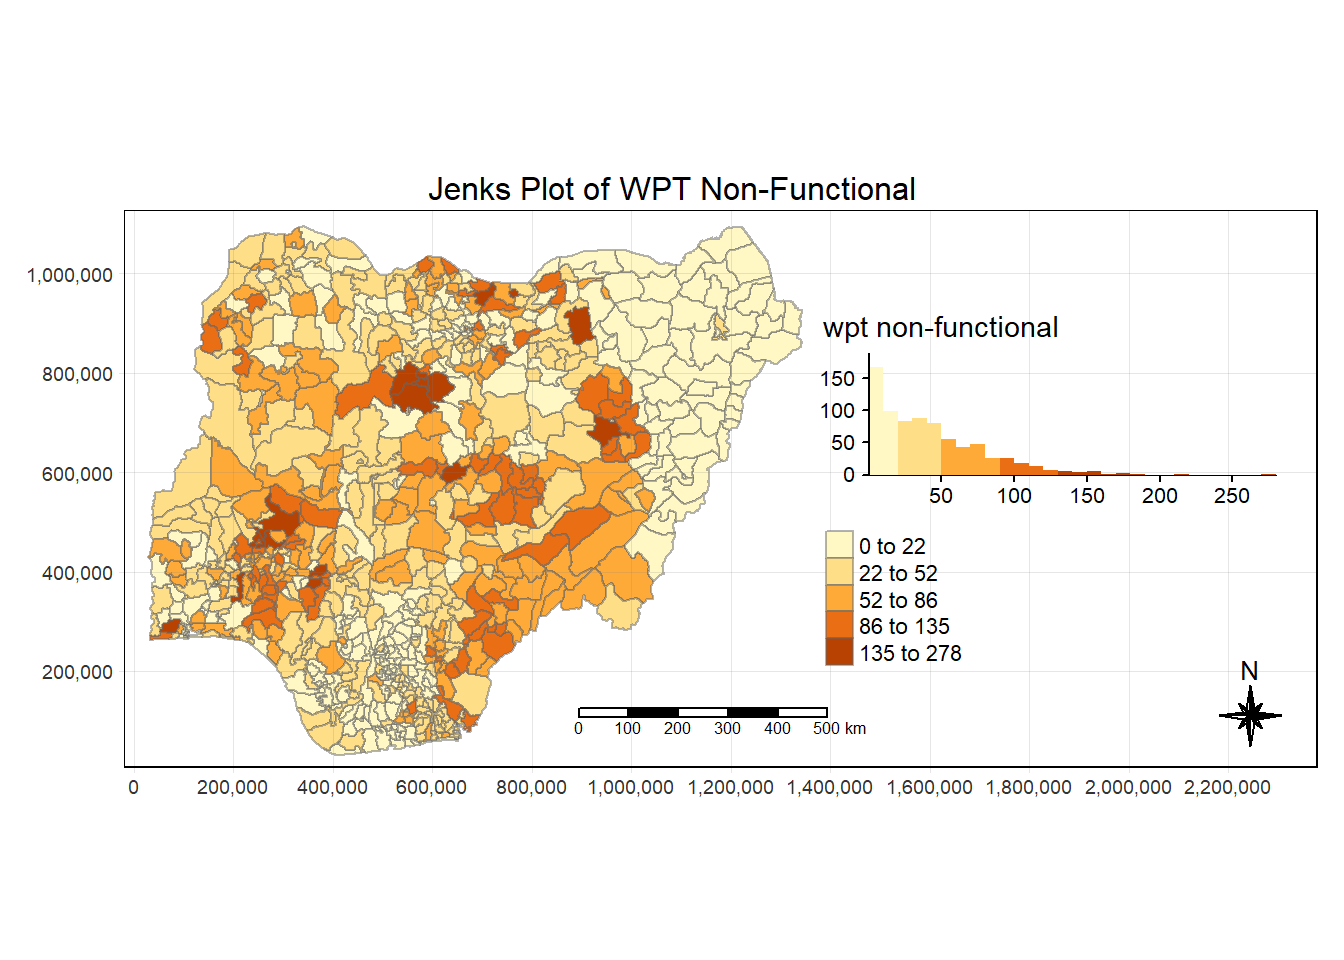 Jenks Plot of WPT Non-Functional
1,000,000
800,000
600,000
400,000
200,000
0 200,000 400,000 600,000 800,000 1,000,000 1,200,000 1,400,000 1,600,000 1,800,000 2,000,000 2,200,000
wpt non-functional
150
100
50
0
50 100 150 200 250
0 to 22
22 to 52
52 to 86
86 to 135
135 to 278
N
0 100 200 300 400 500 km